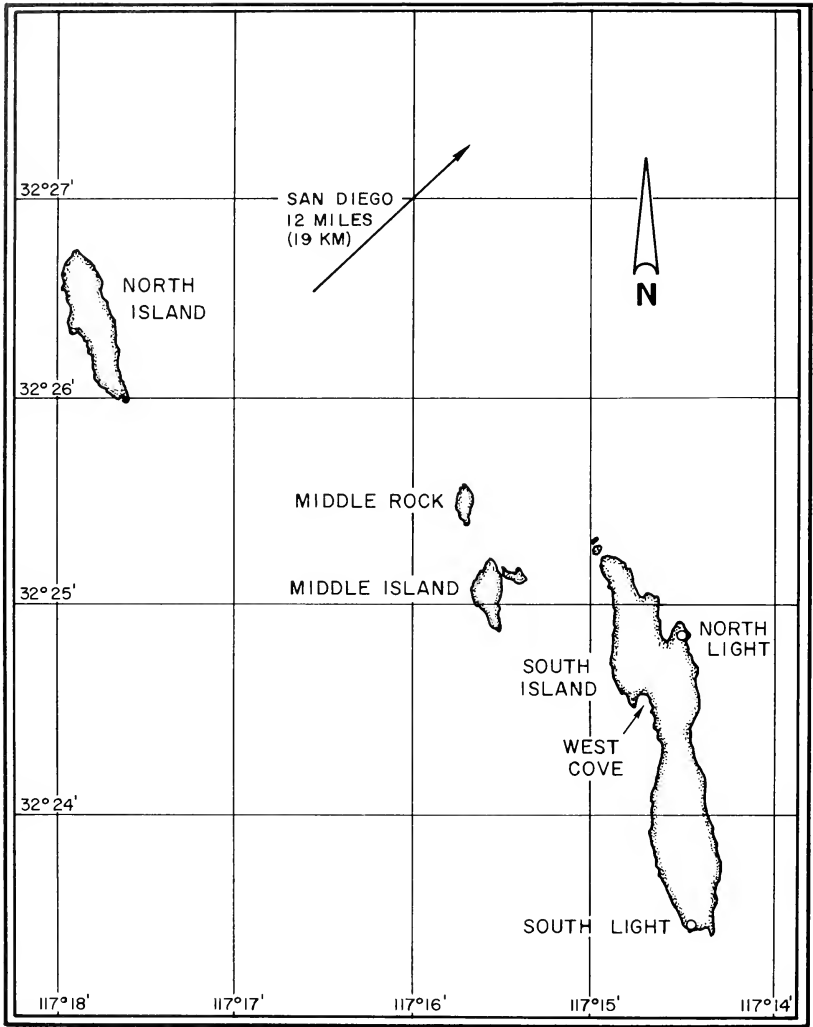 32°27'
SAN DIEGO
12 MILES
(19 KM)
N
NORTH
ISLAND
32°26'
MIDDLE ROCK
32°25'
MIDDLE ISLAND
NORTH
LIGHT
SOUTH
ISLAND
WEST
COVE
32°24'
SOUTH LIGHT
117°18'
117°17'
117°16'
117°15'
117°14'